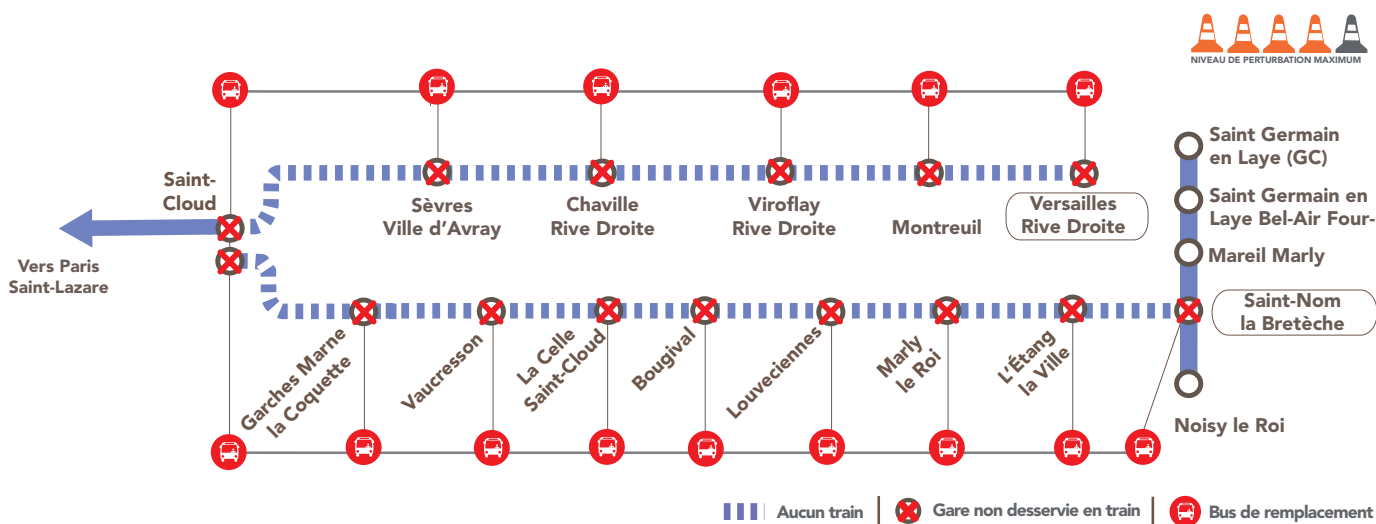 NIVEAU DE PERTURBATION MAXIMUM
Saint Germain
en Laye (GC)
Saint Germain en
Laye Bel-Air Four-
Mareil Marly
Saint-Nom
la Bretèche
Noisy le Roi
Saint-
Cloud
Vers Paris
Saint-Lazare
Sèvres
Ville d'Avray
Chaville
Rive Droite
Viroflay
Rive Droite
Montreuil
Versailles
Rive Droite
Garches Marne
la Coquette
Vaucresson
La Celle
Saint-Cloud
Bougival
Louveciennes
Marly
le Roi
L'Étang
la Ville
Aucun train
Gare non desservie en train
Bus de remplacement